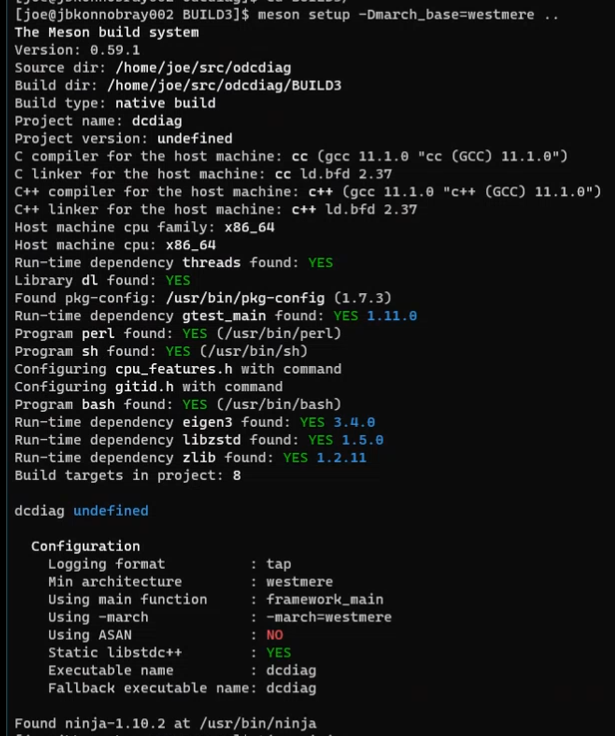 [joe@jbkonnobray002 BUILD3]$ meson setup -Dmarch_base=westmere ..
The Meson build system
Version: 0.59.1
Source dir: /home/joe/src/odcdiag
Build dir: /home/joe/src/odcdiag/BUILD3
Build type: native build
Project name: dcdiag
Project version: undefined
C compiler for the host machine: cc (gcc 11.1.0 "cc (GCC) 11.1.0")
C linker for the host machine: cc ld.bfd 2.37
C++ compiler for the host machine: c++ (gcc 11.1.0 "c++ (GCC) 11.1.0")
C++ linker for the host machine: c++ ld.bfd 2.37
Host machine cpu family: x86_64
Host machine cpu: x86_64
Run-time dependency threads found: YES
Library dl found: YES
Found pkg-config: /usr/bin/pkg-config (1.7.3)
Run-time dependency gtest_main found: YES 1.11.0
Program perl found: YES (/usr/bin/perl)
Program sh found: YES (/usr/bin/sh)
Configuring cpu_features.h with command
Configuring gitid.h with command
Program bash found: YES (/usr/bin/bash)
Run-time dependency eigen3 found: YES 3.4.0
Run-time dependency libzstd found: YES 1.5.0
Run-time dependency zlib found: YES 1.2.11
Build targets in project: 8
dcdiag undefined
Configuration
Logging format : tap
Min architecture : westmere
Using main function : framework_main
Using -march : -march=westmere
Using ASAN : NO
Static libstdc++ : YES
Executable name : dcdiag
Fallback executable name: dcdiag
Found ninja-1.10.2 at /usr/bin/ninja